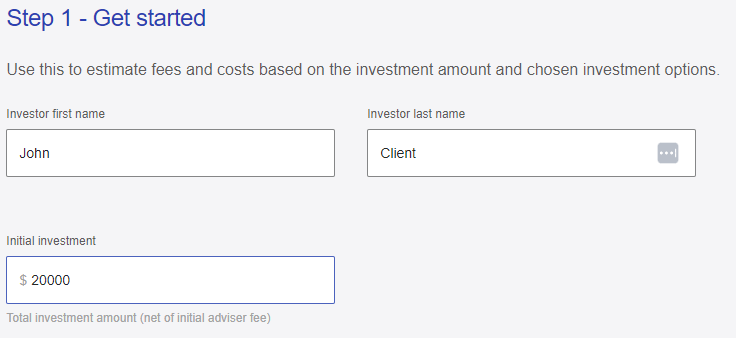 Step 1 - Get started
Use this to estimate fees and costs based on the investment amount and chosen investment options.
Investor first name
Investor last name
John
Client
Initial investment
$ 20000
Total investment amount (net of initial adviser fee)